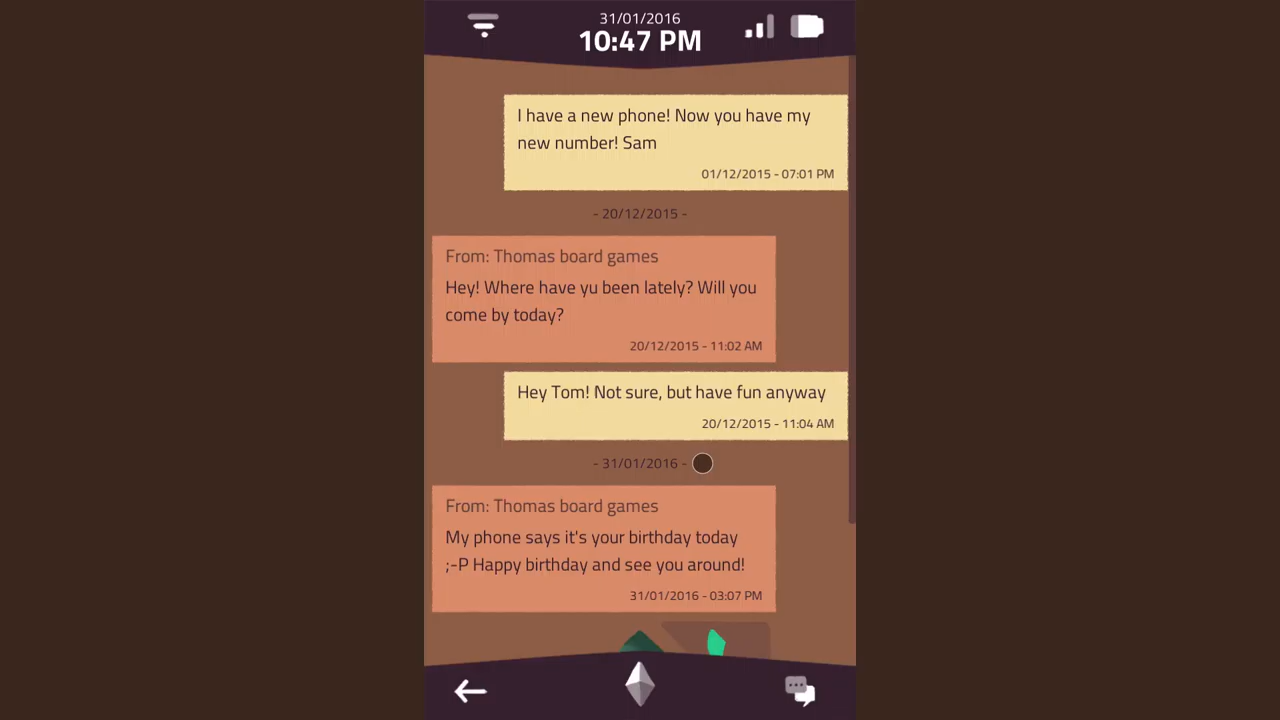 31/01/2016
10:47 PM
I have a new phone! Now you have my
new number! Sam
01/12/2015 - 07:01 PM
- 20/12/2015 -
From: Thomas board games
Hey! Where have yu been lately? Will you
come by today?
20/12/2015 - 11:02 AM
Hey Tom! Not sure, but have fun anyway
20/12/2015 - 11:04 AM
- 31/01/2016 -
From: Thomas board games
My phone says it's your birthday today
;-P Happy birthday and see you around!
31/01/2016 - 03:07 PM